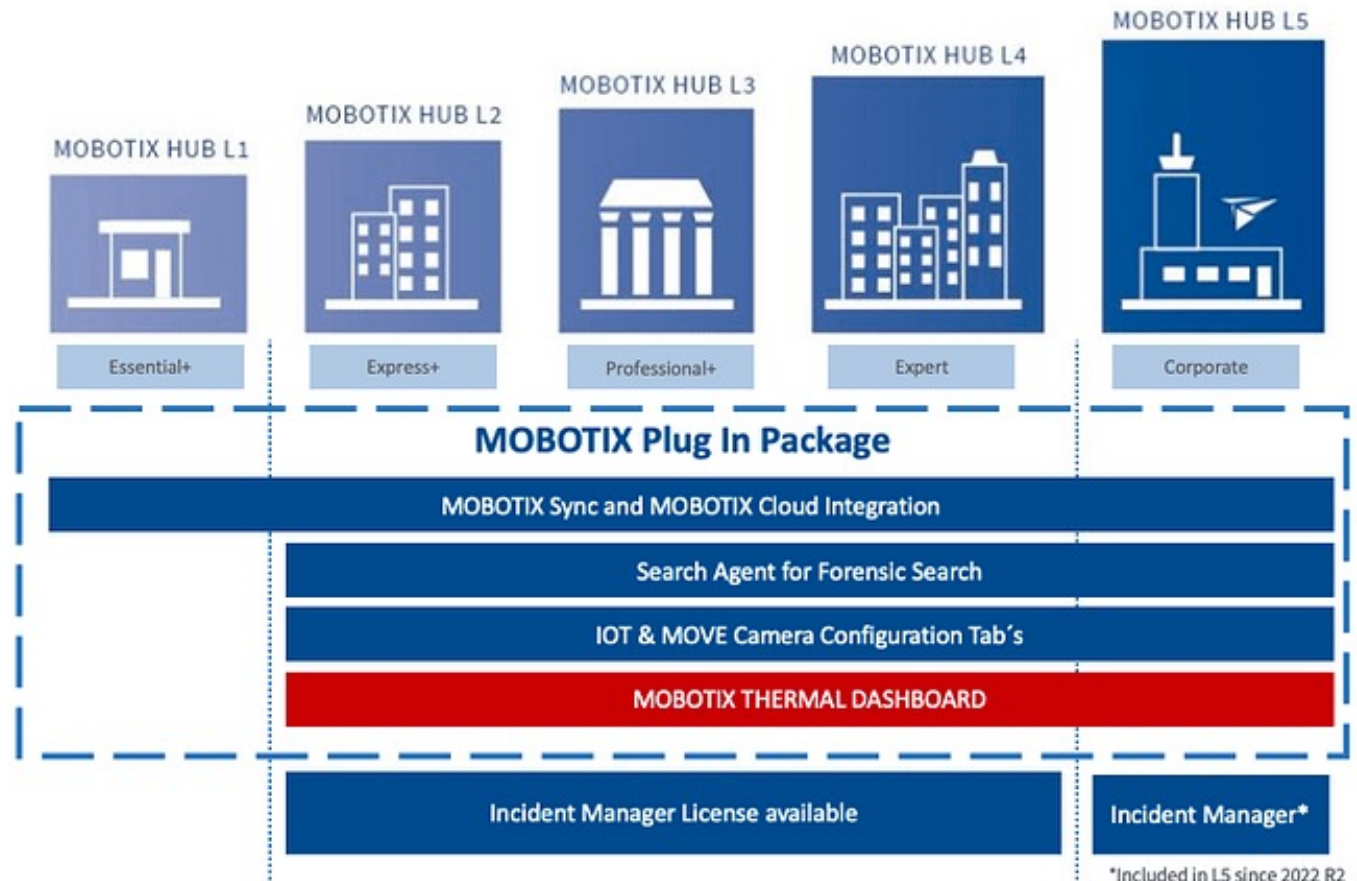 MOBOTIX HUB L1
MOBOTIX HUB L2
MOBOTIX HUB L3
MOBOTIX HUB L4
MOBOTIX HUB L5
Essential+
Express+
Professional+
Expert
Corporate
MOBOTIX Plug In Package
MOBOTIX Sync and MOBOTIX Cloud Integration
Search Agent for Forensic Search
IOT & MOVE Camera Configuration Tab´s
MOBOTIX THERMAL DASHBOARD
Incident Manager License available
Incident Manager*
*Included in L5 since 2022 R2